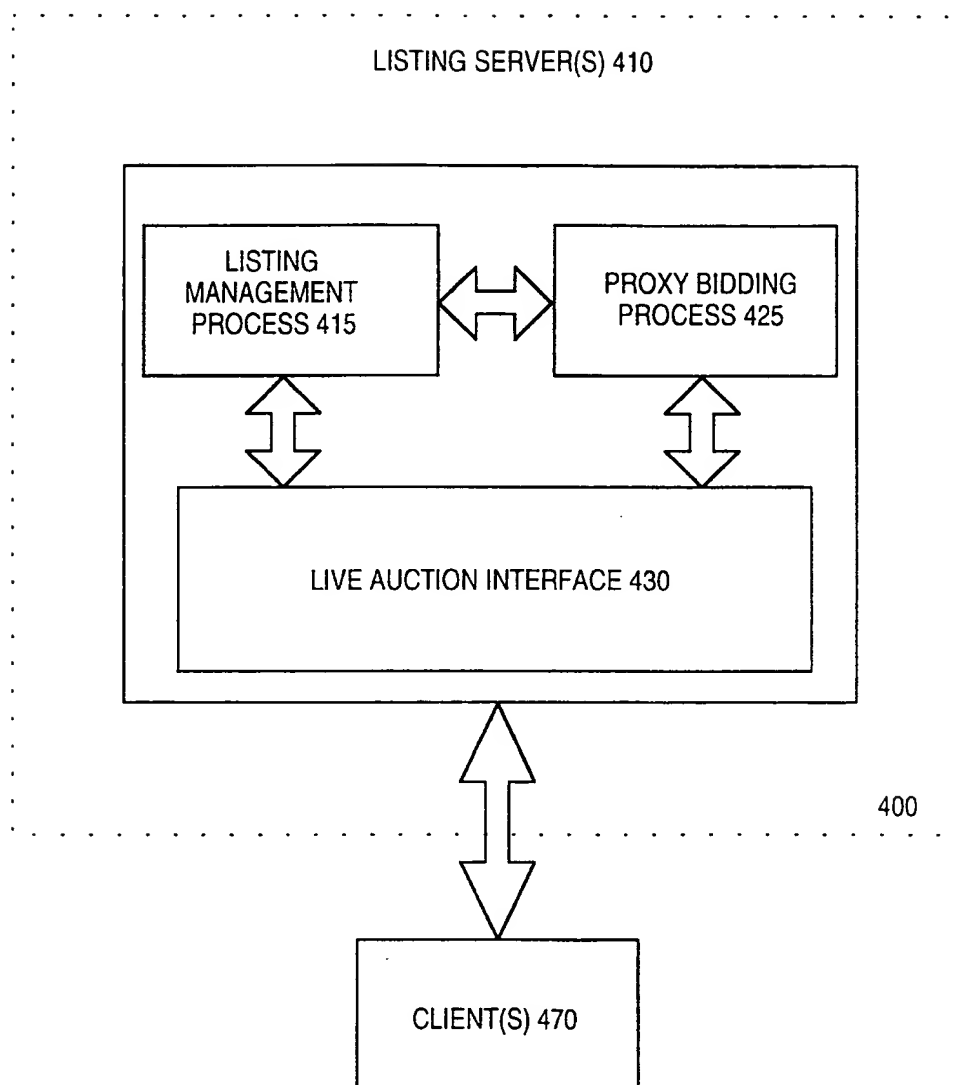 LISTING SERVER(S) 410
LISTING
MANAGEMENT
PROCESS 415
PROXY BIDDING
PROCESS 425
LIVE AUCTION INTERFACE 430
400
CLIENT(S) 470